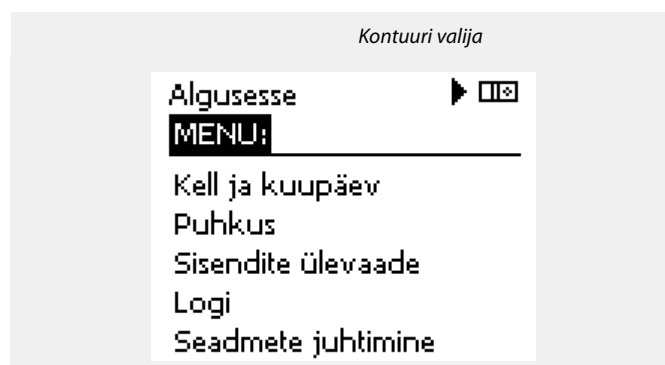 Kontuuri valija
Algusesse
MENU:
Kell ja kuupäev
Puhkus
Sisendite ülevaade
Logi
Seadmete juhtimine